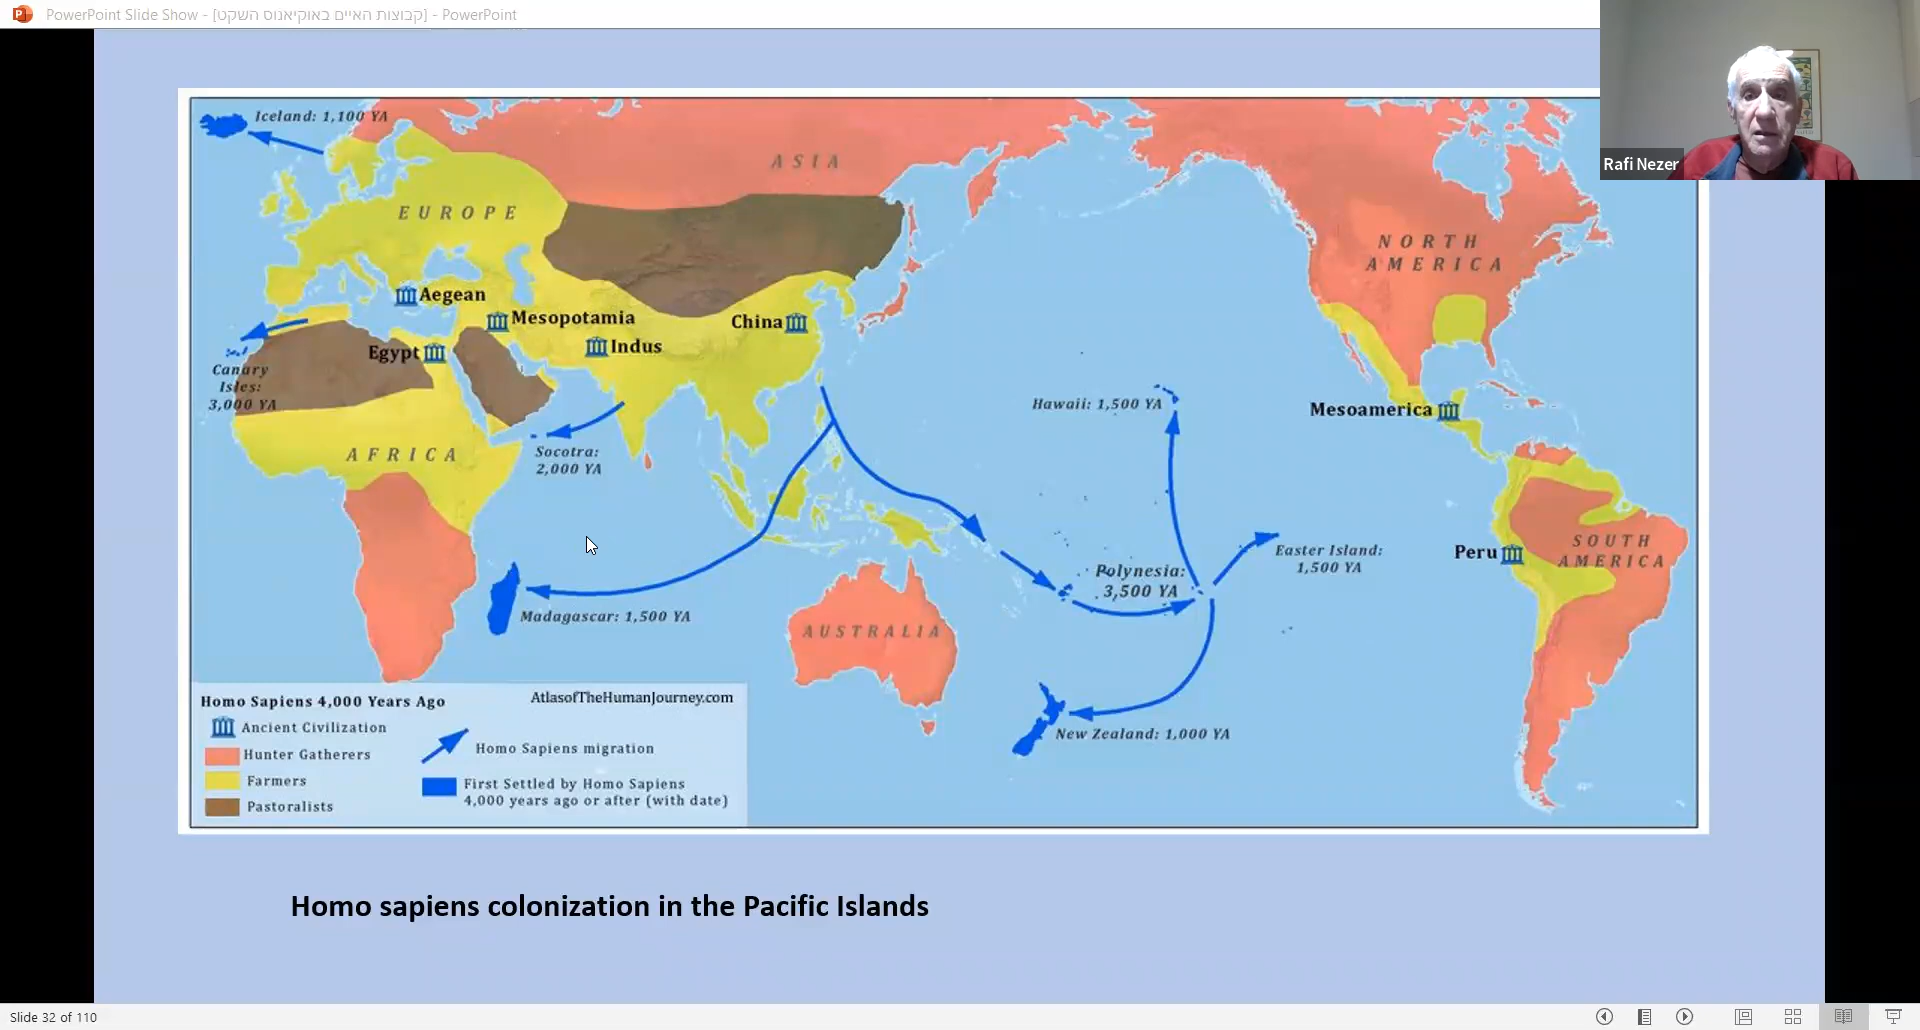 PowerPoint Slide Show - [קבוצות האיים באוקיאנוס השקט] - PowerPoint
Rafi Nezer
Iceland: 1,100 YA
ASIA
EUROPE
NORTH
AMERICA
Aegean
Mesopotamia
China
Indus
Egypt
Canary
Isles:
3,000 YA
Hawaii: 1,500 YA
Mesoamerica
AFRICA
Socotra:
2,000 YA
Polynesia:
3,500 YA
Easter Island:
1,500 YA
Peru
SOUTH
AMERICA
Madagascar: 1,500 YA
AUSTRALIA
New Zealand: 1,000 YA
Homo Sapiens 4,000 Years Ago
AtlasofTheHumanJourney.com
Ancient Civilization
Hunter Gatherers
Farmers
Pastoralists
Homo Sapiens migration
First Settled by Homo Sapiens
4,000 years ago or after (with date)
Homo sapiens colonization in the Pacific Islands
Slide 32 of 110